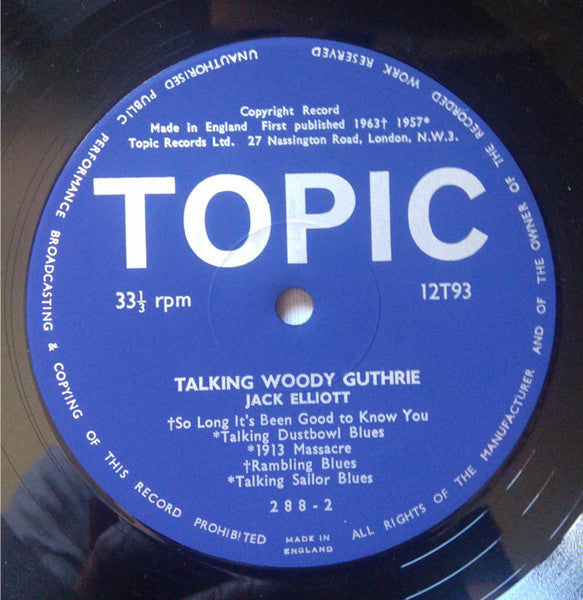 Copyright Record
Made in England First published 1963† 1957*
Topic Records Ltd. 27 Nassington Road, London, N.W.3.
TOPIC
33⅓ rpm
12T93
TALKING WOODY GUTHRIE
JACK ELLIOTT
†So Long It's Been Good to Know You
*Talking Dustbowl Blues
*1913 Massacre
†Rambling Blues
*Talking Sailor Blues
288-2
MADE IN
ENGLAND
ALL RIGHTS OF THE MANUFACTURER AND OF THE OWNER OF THE RECORDED WORK RESERVED
UNAUTHORISED PUBLIC PERFORMANCE BROADCASTING & COPYING OF THIS RECORD PROHIBITED